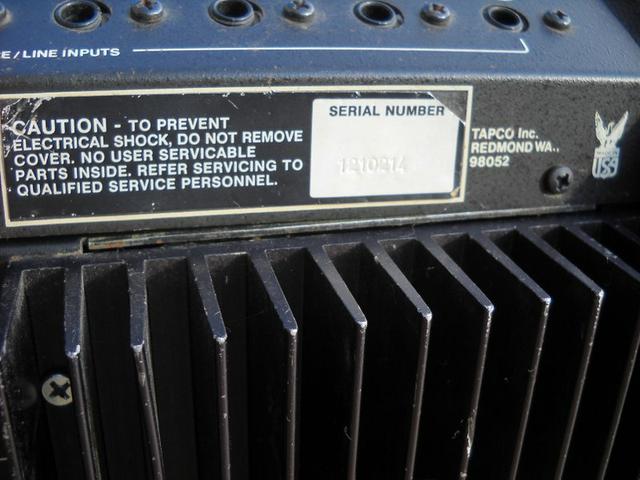 E/LINE INPUTS
CAUTION - TO PREVENT
ELECTRICAL SHOCK, DO NOT REMOVE
COVER. NO USER SERVICABLE
PARTS INSIDE. REFER SERVICING TO
QUALIFIED SERVICE PERSONNEL.
SERIAL NUMBER
1210214
TAPCO Inc.
REDMOND WA.,
98052